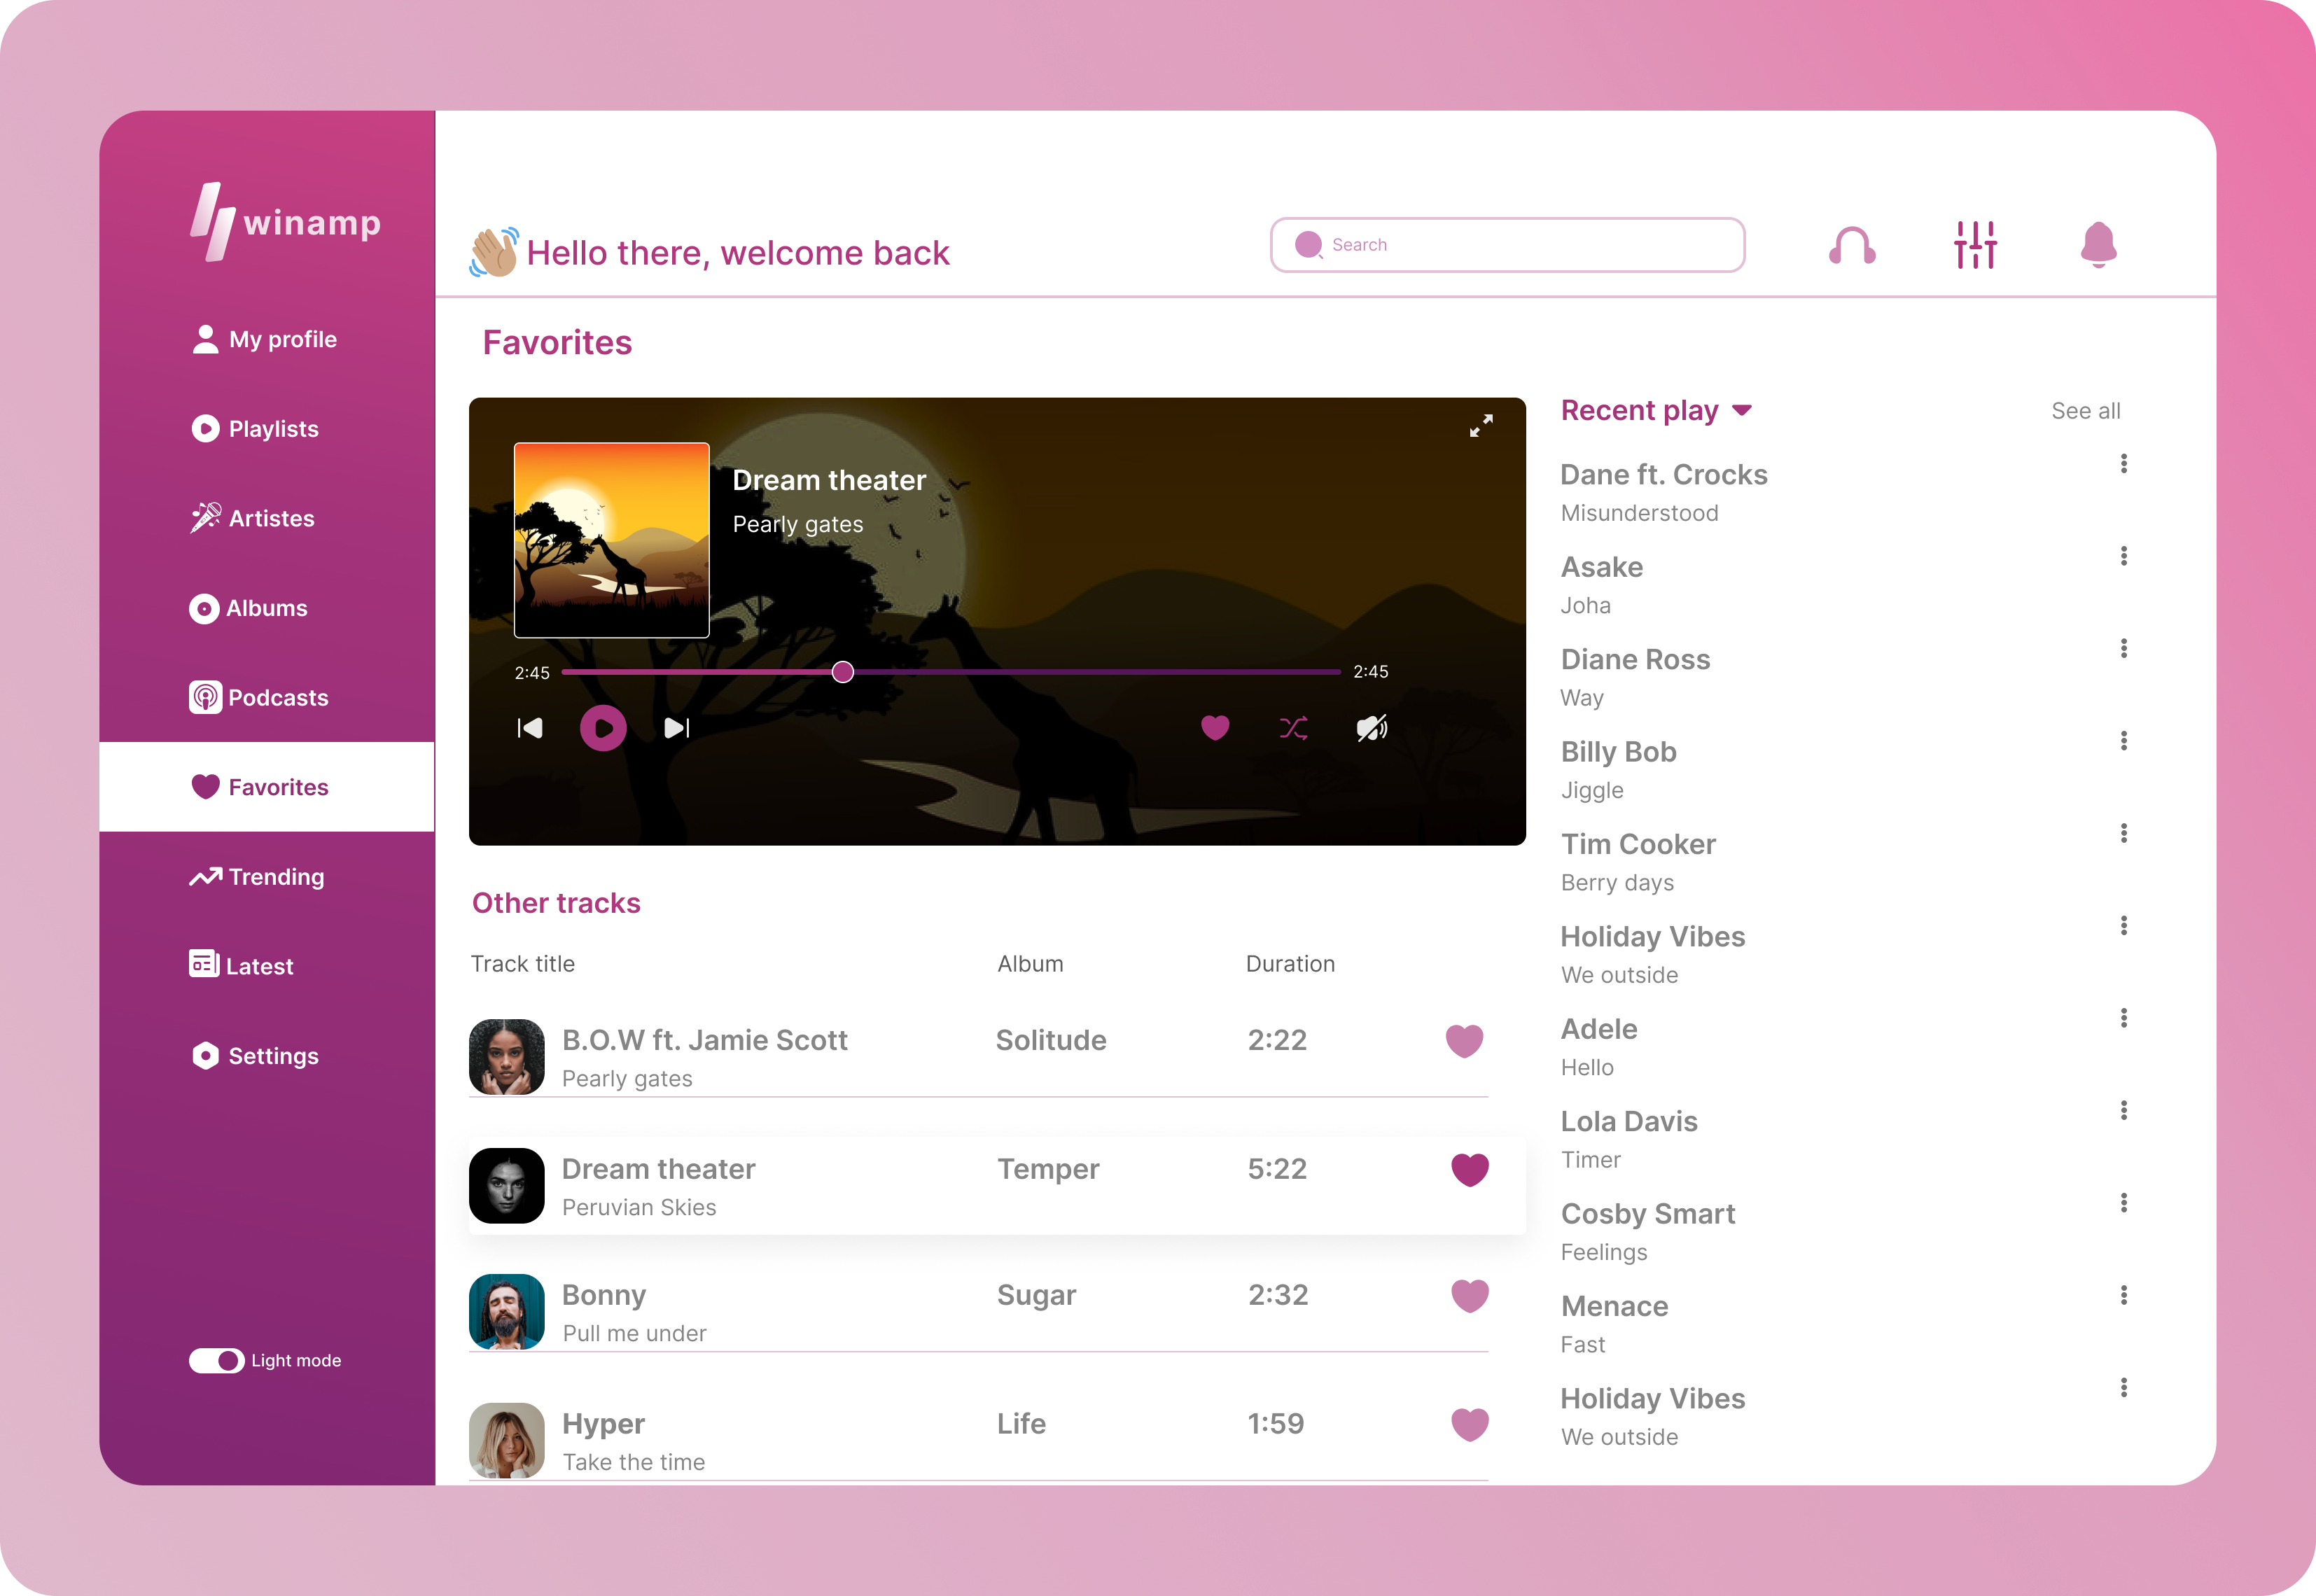 winamp
My profile
Playlists
Artistes
Albums
Podcasts
Favorites
Trending
Latest
Settings
Light mode
Hello there, welcome back
Search
Favorites
Dream theater
Pearly gates
2:45
2:45
Other tracks
Track title Album Duration
B.O.W ft. Jamie Scott Solitude 2:22
Pearly gates
Dream theater Temper 5:22
Peruvian Skies
Bonny Sugar 2:32
Pull me under
Hyper Life 1:59
Take the time
Recent play See all
Dane ft. Crocks
Misunderstood
Asake
Joha
Diane Ross
Way
Billy Bob
Jiggle
Tim Cooker
Berry days
Holiday Vibes
We outside
Adele
Hello
Lola Davis
Timer
Cosby Smart
Feelings
Menace
Fast
Holiday Vibes
We outside